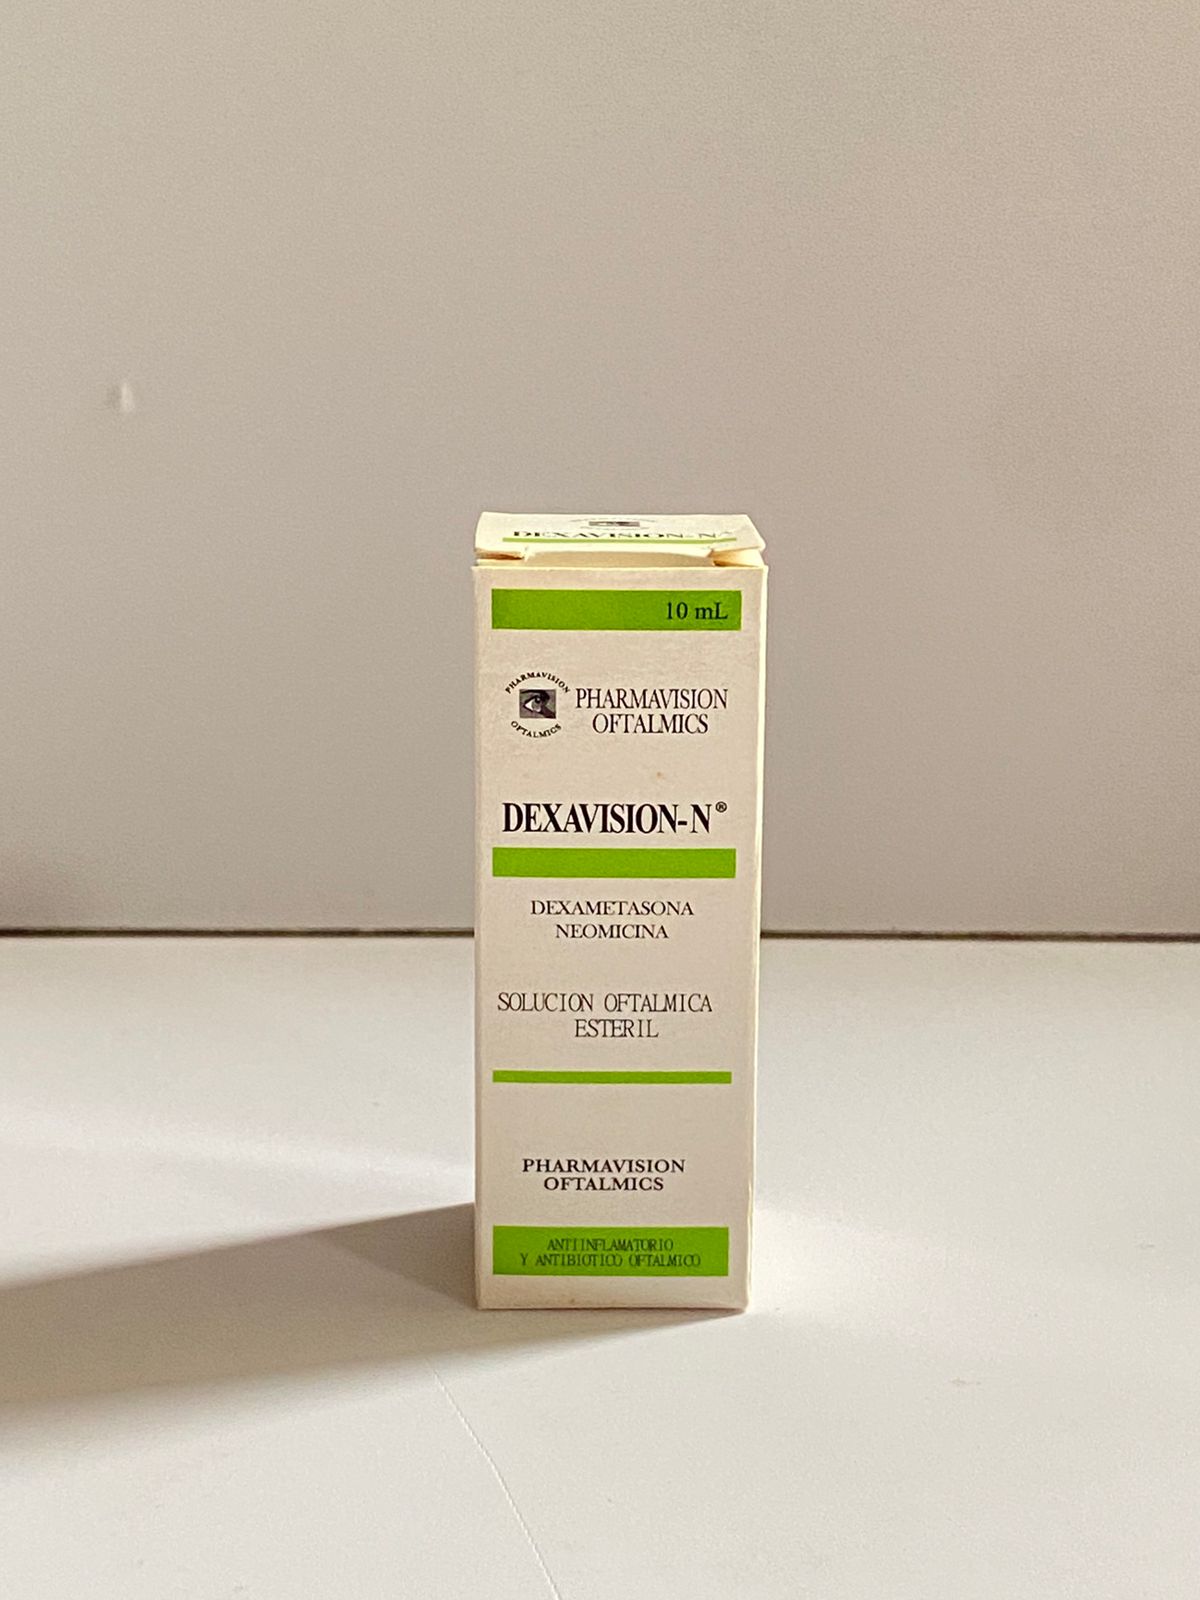 DEXAVISION-N
10 mL
PHARMAVISION
OFTALMICS
PHARMAVISION
OFTALMICS
DEXAVISION-N®
DEXAMETASONA
NEOMICINA
SOLUCION OFTALMICA
ESTERIL
PHARMAVISION
OFTALMICS
ANTIINFLAMATORIO
Y ANTIBIOTICO OFTALMICO